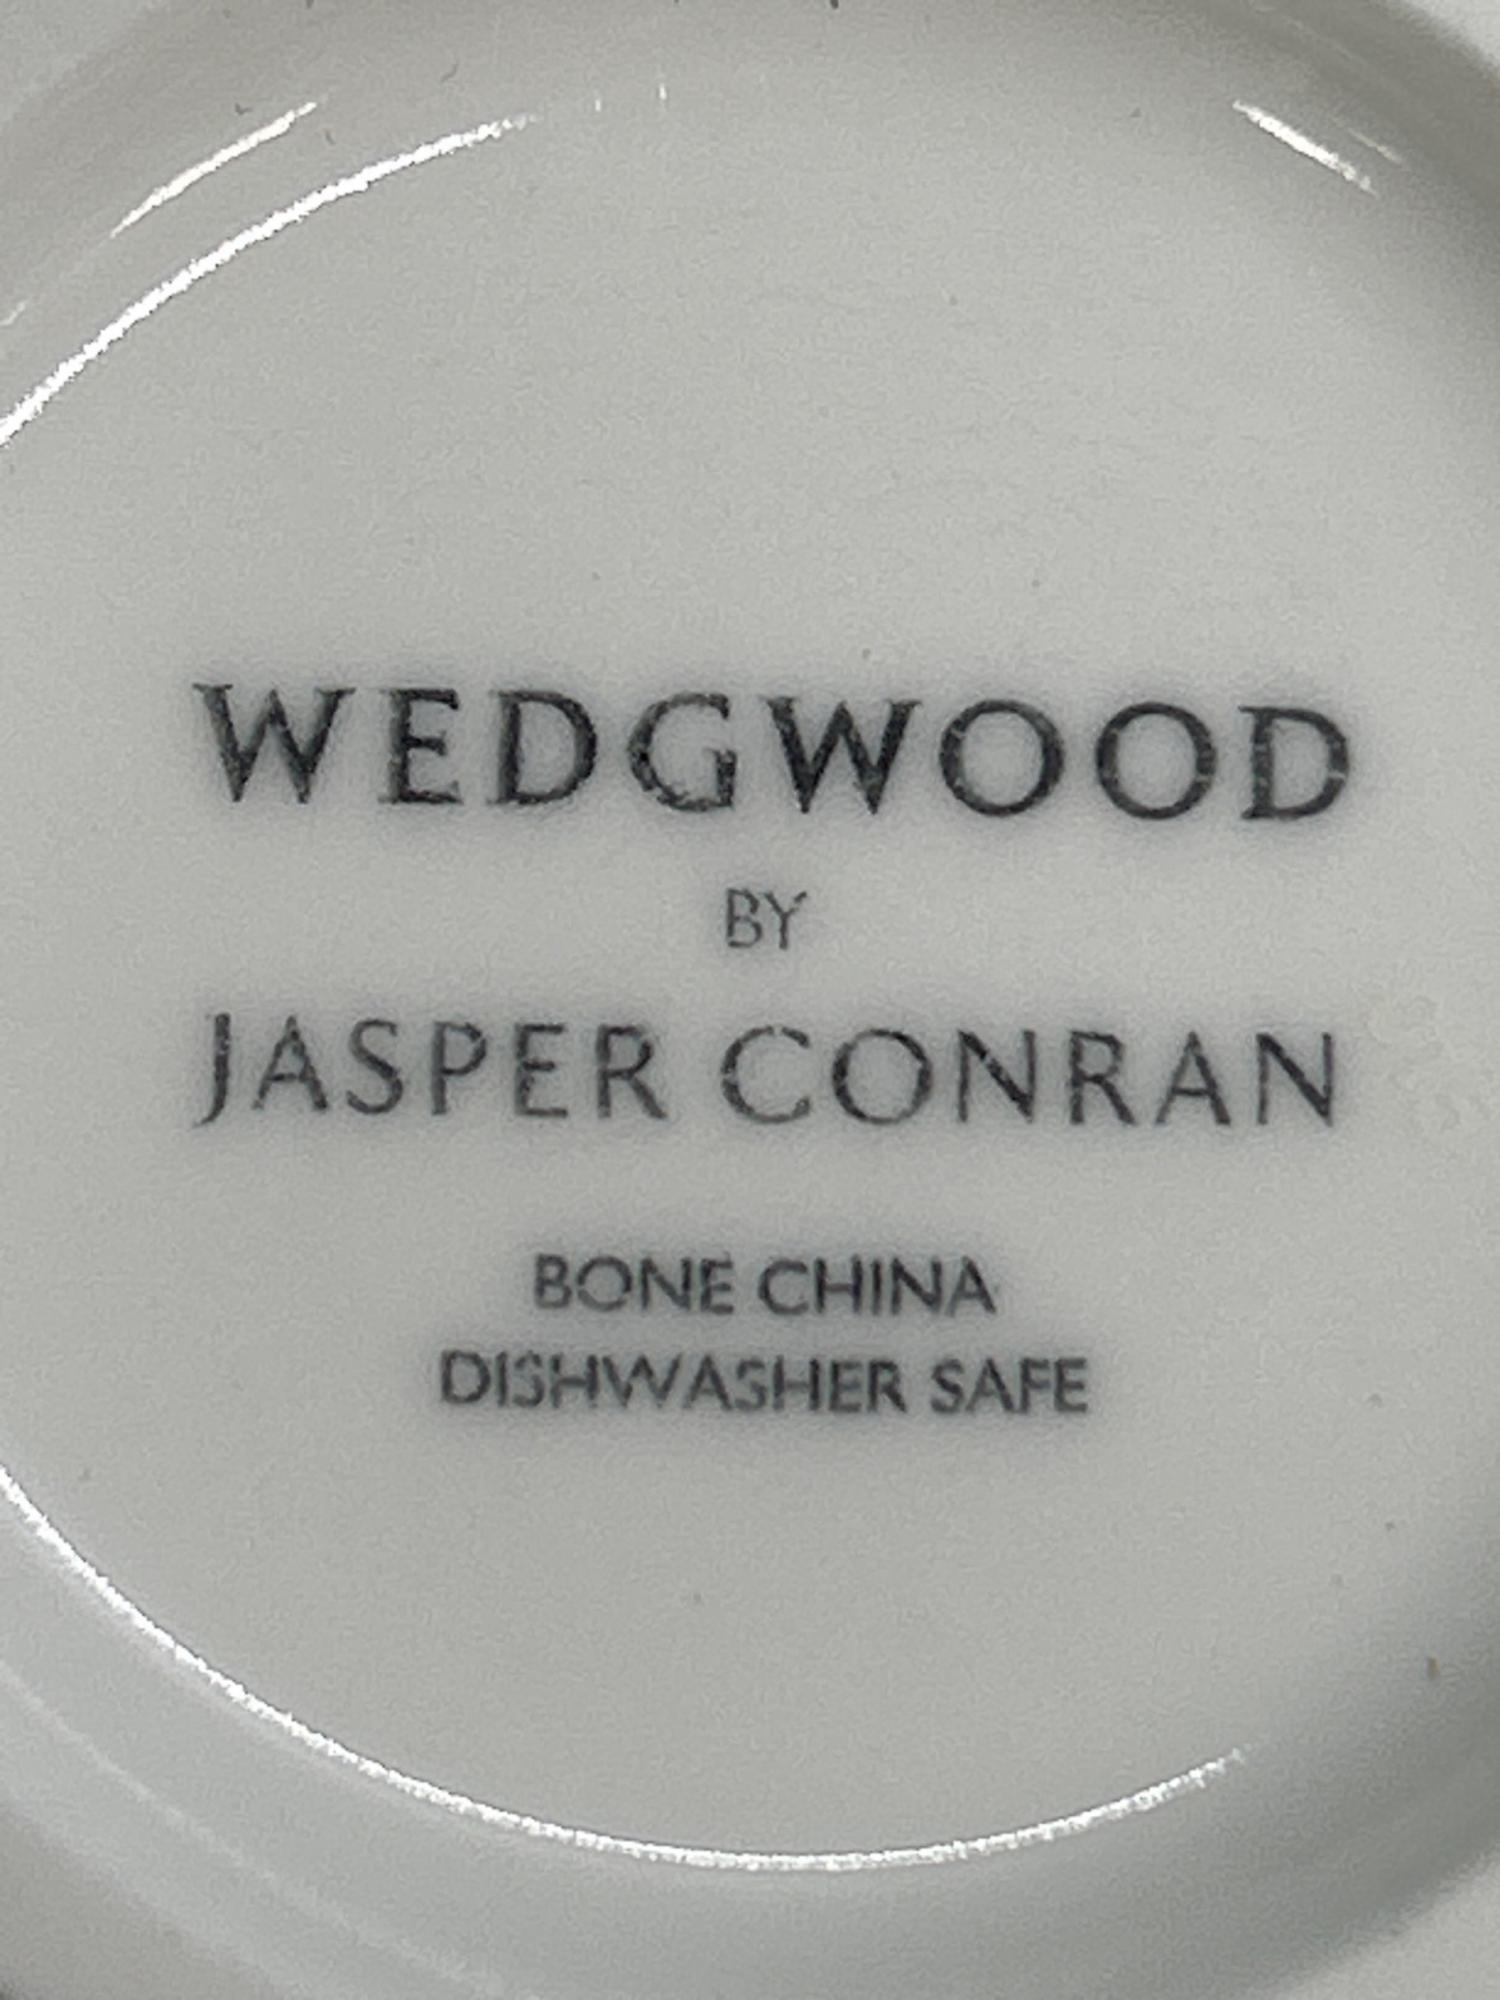 WEDGWOOD
BY
JASPER CONRAN
BONE CHINA
DISHWASHER SAFE